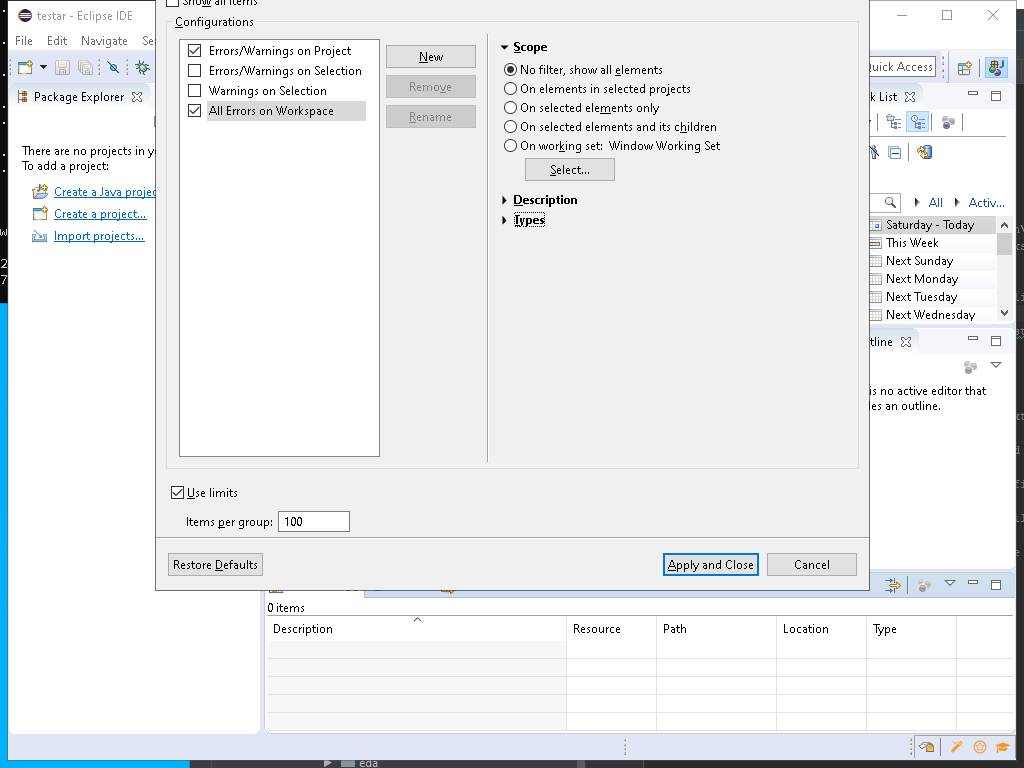 Show all items
testar - Eclipse IDE
Configurations
File Edit Navigate Se
Errors/Warnings on Project
Errors/Warnings on Selection
Warnings on Selection
All Errors on Workspace
New
Remove
Rename
Scope
No filter, show all elements
On elements in selected projects
On selected elements only
On selected elements and its children
On working set: Window Working Set
Select...
Description
Types
Quick Access
Package Explorer
k List
There are no projects in y
To add a project:
Create a Java projec
Create a project...
Import projects...
All
Activ...
Saturday - Today
This Week
Next Sunday
Next Monday
Next Tuesday
Next Wednesday
tline
is no active editor that
des an outline.
Use limits
Items per group: 100
Restore Defaults
Apply and Close
Cancel
0 items
Description Resource Path Location Type
eda